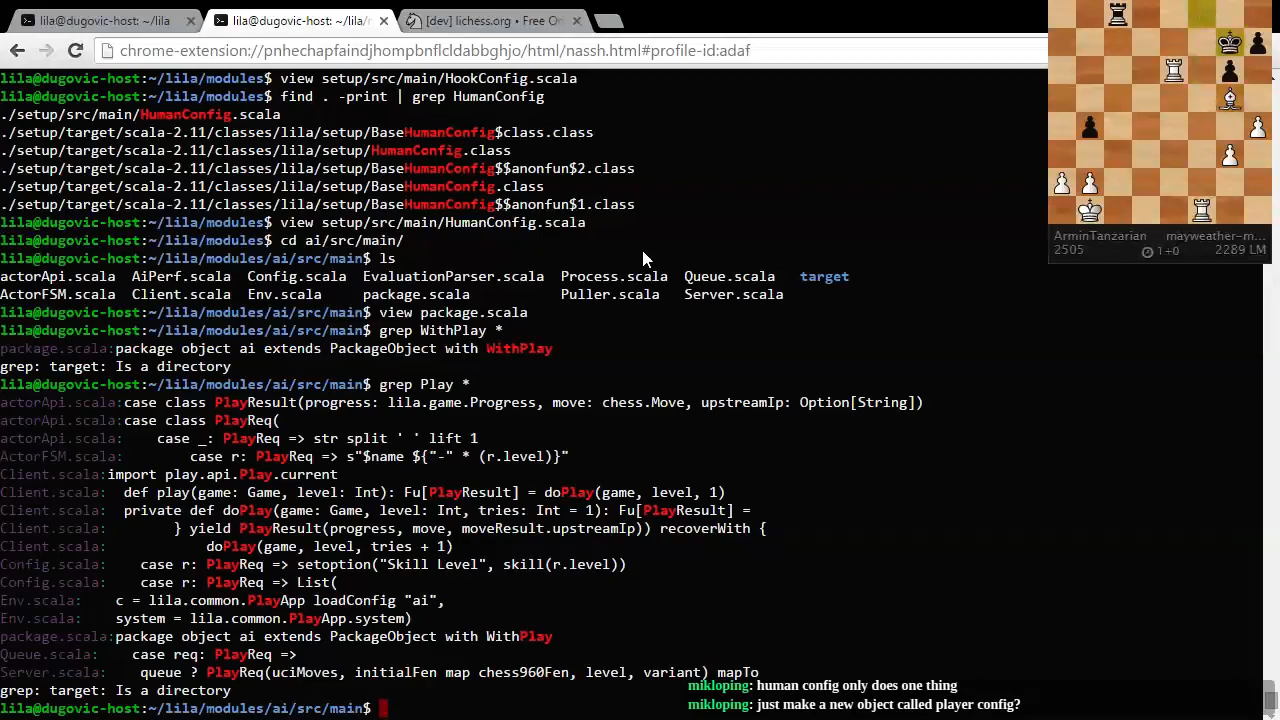 lila@dugovic-host: ~/lila
lila@dugovic-host: ~/lila/m
[dev] lichess.org • Free On
chrome-extension://pnhechapfaindjhompbnflcldabbghjo/html/nassh.html#profile-id:adaf
lila@dugovic-host:~/lila/modules$ view setup/src/main/HookConfig.scala
lila@dugovic-host:~/lila/modules$ find . -print | grep HumanConfig
./setup/src/main/HumanConfig.scala
./setup/target/scala-2.11/classes/lila/setup/BaseHumanConfig$class.class
./setup/target/scala-2.11/classes/lila/setup/HumanConfig.class
./setup/target/scala-2.11/classes/lila/setup/BaseHumanConfig$$anonfun$2.class
./setup/target/scala-2.11/classes/lila/setup/BaseHumanConfig.class
./setup/target/scala-2.11/classes/lila/setup/BaseHumanConfig$$anonfun$1.class
lila@dugovic-host:~/lila/modules$ view setup/src/main/HumanConfig.scala
lila@dugovic-host:~/lila/modules$ cd ai/src/main/
lila@dugovic-host:~/lila/modules/ai/src/main$ ls
actorApi.scala  AiPerf.scala  Config.scala  EvaluationParser.scala  Process.scala  Queue.scala   target
ActorFSM.scala  Client.scala  Env.scala     package.scala           Puller.scala   Server.scala
lila@dugovic-host:~/lila/modules/ai/src/main$ view package.scala
lila@dugovic-host:~/lila/modules/ai/src/main$ grep WithPlay *
package.scala:package object ai extends PackageObject with WithPlay
grep: target: Is a directory
lila@dugovic-host:~/lila/modules/ai/src/main$ grep Play *
actorApi.scala:case class PlayResult(progress: lila.game.Progress, move: chess.Move, upstreamIp: Option[String])
actorApi.scala:case class PlayReq(
actorApi.scala:    case _: PlayReq => str split ' ' lift 1
ActorFSM.scala:        case r: PlayReq => s"$name ${"-" * (r.level)}"
Client.scala:import play.api.Play.current
Client.scala:  def play(game: Game, level: Int): Fu[PlayResult] = doPlay(game, level, 1)
Client.scala:  private def doPlay(game: Game, level: Int, tries: Int = 1): Fu[PlayResult] =
Client.scala:        } yield PlayResult(progress, move, moveResult.upstreamIp)) recoverWith {
Client.scala:            doPlay(game, level, tries + 1)
Config.scala:    case r: PlayReq => setoption("Skill Level", skill(r.level))
Config.scala:    case r: PlayReq => List(
Env.scala:    c = lila.common.PlayApp loadConfig "ai",
Env.scala:    system = lila.common.PlayApp.system)
package.scala:package object ai extends PackageObject with WithPlay
Queue.scala:    case req: PlayReq =>
Server.scala:    queue ? PlayReq(uciMoves, initialFen map chess960Fen, level, variant) mapTo
grep: target: Is a directory
lila@dugovic-host:~/lila/modules/ai/src/main$
ArminTanzarian mayweather-m...
2505 1+0 2289 LM
mikloping: human config only does one thing
mikloping: just make a new object called player config?